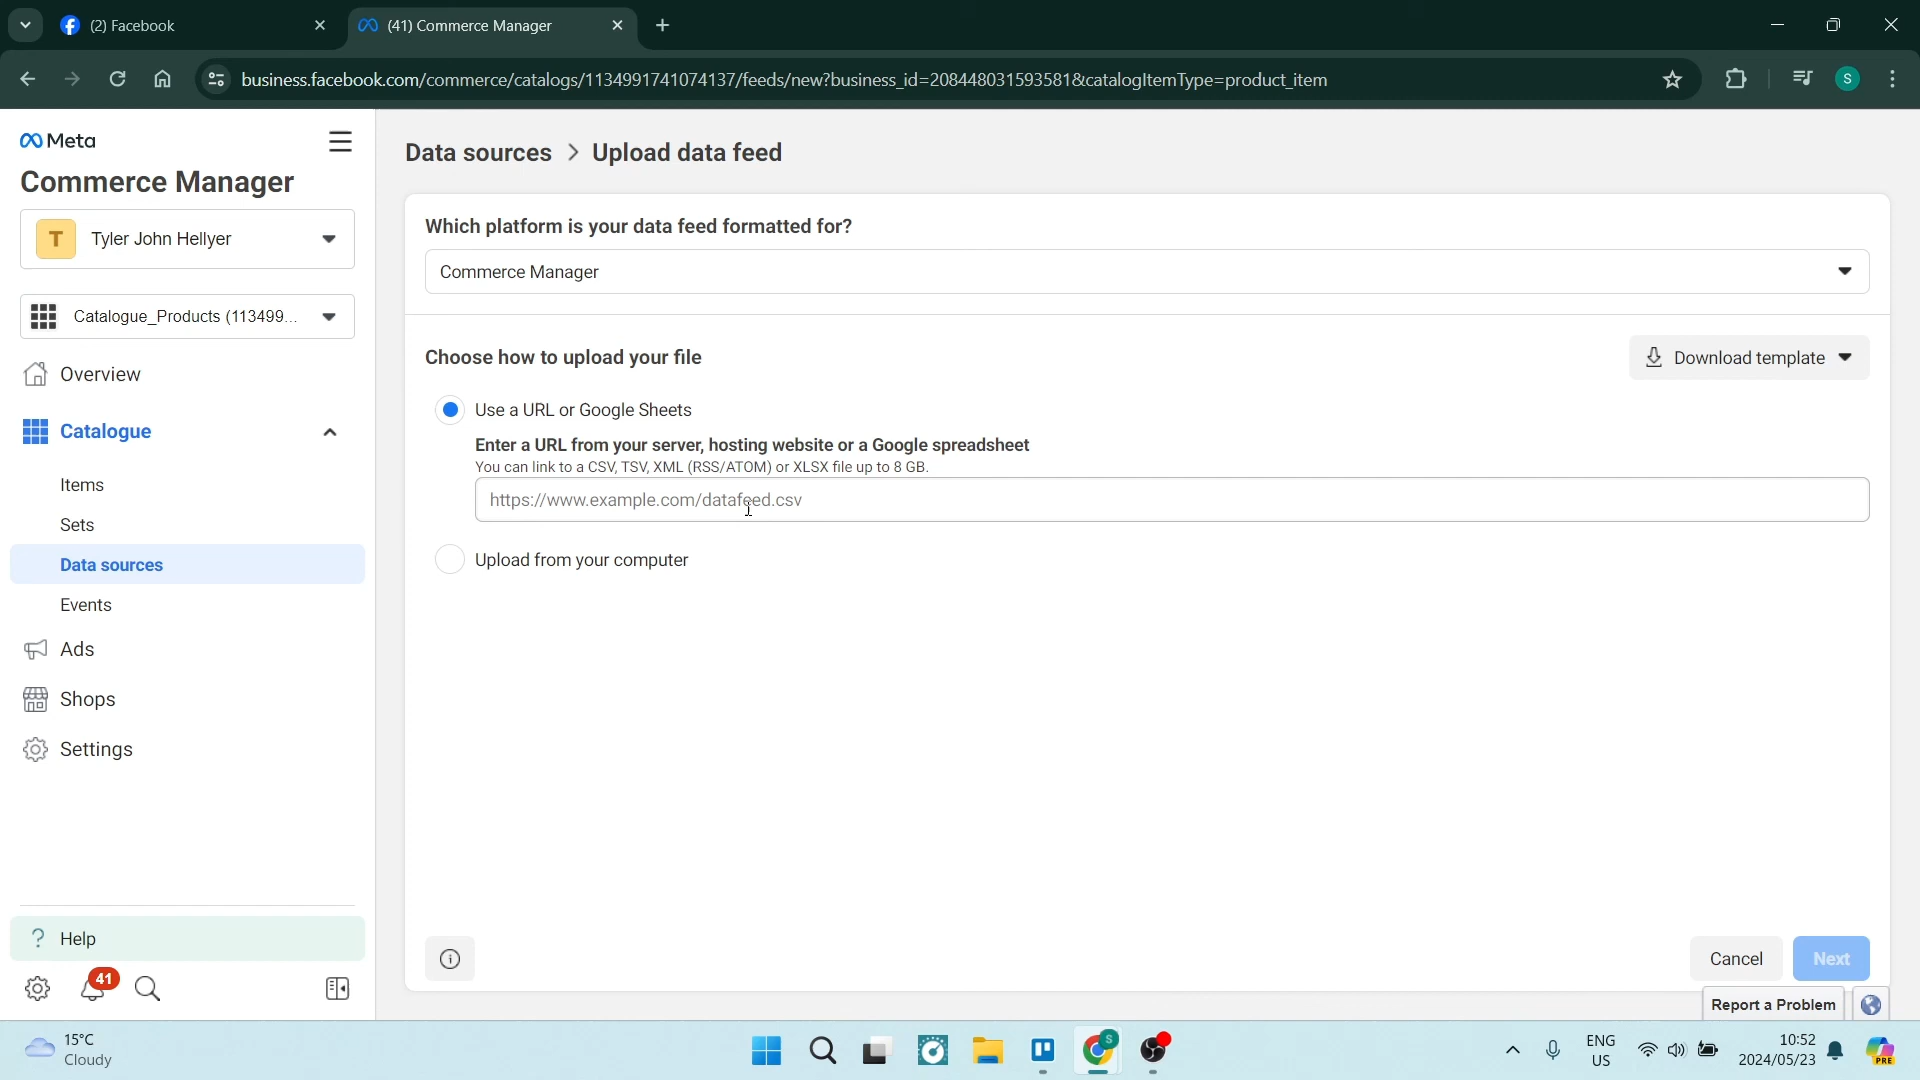 (2) Facebook
(41) Commerce Manager
business.facebook.com/commerce/catalogs/1134991741074137/feeds/new?business_id=208448031593581&catalogItemType=product_item
S
Meta
Commerce Manager
T
Tyler John Hellyer
Catalogue_Products (113499...
Overview
Catalogue
Items
Sets
Data sources
Events
Ads
Shops
Settings
? Help
41
Data sources > Upload data feed
Which platform is your data feed formatted for?
Commerce Manager
Choose how to upload your file
Download template
Use a URL or Google Sheets
Enter a URL from your server, hosting website or a Google spreadsheet
You can link to a CSV, TSV, XML (RSS/ATOM) or XLSX file up to 8 GB.
https://www.example.com/datafeed.csv
Upload from your computer
Cancel
Next
Report a Problem
15°C
Cloudy
S
ENG
US
10:52
2024/05/23
PRE